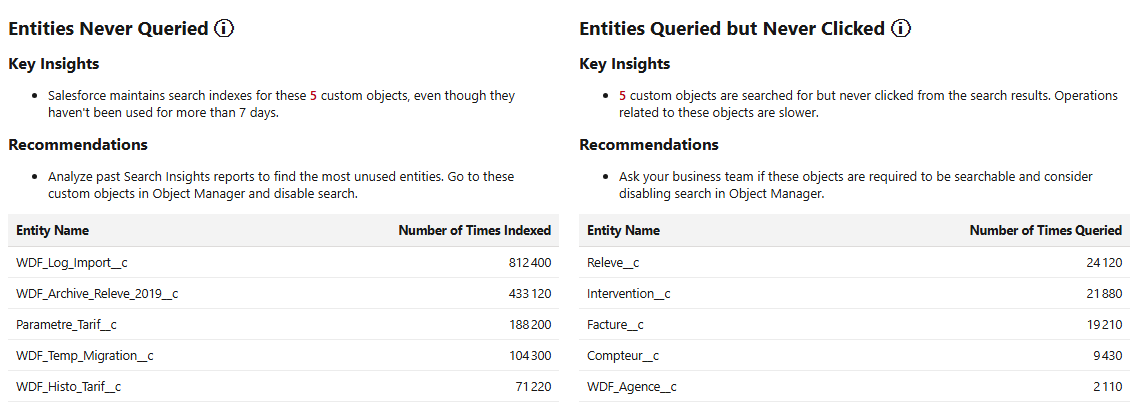 Entities Never Queried
Key Insights
• Salesforce maintains search indexes for these 5 custom objects, even though they
haven't been used for more than 7 days.
Recommendations
• Analyze past Search Insights reports to find the most unused entities. Go to these
custom objects in Object Manager and disable search.
Entity Name Number of Times Indexed
WDF_Log_Import__c 812 400
WDF_Archive_Releve_2019__c 433 120
Parametre_Tarif__c 188 200
WDF_Temp_Migration__c 104 300
WDF_Histo_Tarif__c 71 220
Entities Queried but Never Clicked
Key Insights
• 5 custom objects are searched for but never clicked from the search results. Operations
related to these objects are slower.
Recommendations
• Ask your business team if these objects are required to be searchable and consider
disabling search in Object Manager.
Entity Name Number of Times Queried
Releve__c 24 120
Intervention__c 21 880
Facture__c 19 210
Compteur__c 9 430
WDF_Agence__c 2 110